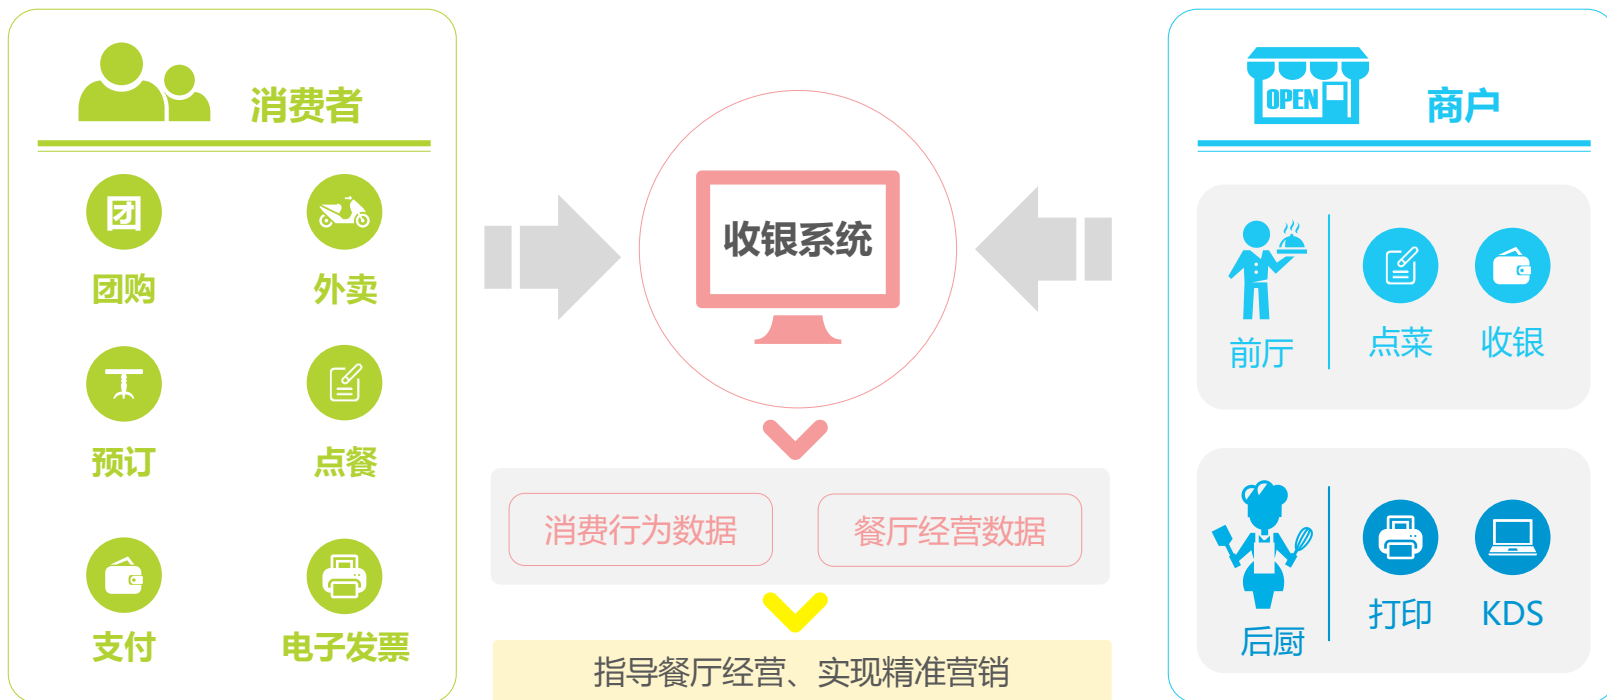 消费者
团
团购
外卖
预订
点餐
支付
电子发票
收银系统
消费行为数据
餐厅经营数据
指导餐厅经营、实现精准营销
OPEN
商户
前厅
点菜
收银
后厨
打印
KDS